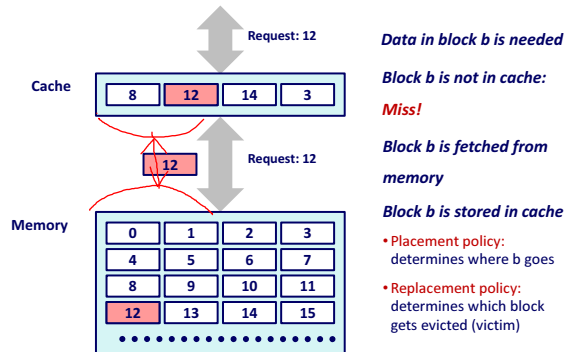 Request: 12
Data in block b is needed
Cache
8 12 14 3
Block b is not in cache:
Miss!
12
Request: 12
Block b is fetched from
memory
Memory
0 1 2 3
4 5 6 7
8 9 10 11
12 13 14 15
Block b is stored in cache
• Placement policy:
determines where b goes
• Replacement policy:
determines which block
gets evicted (victim)